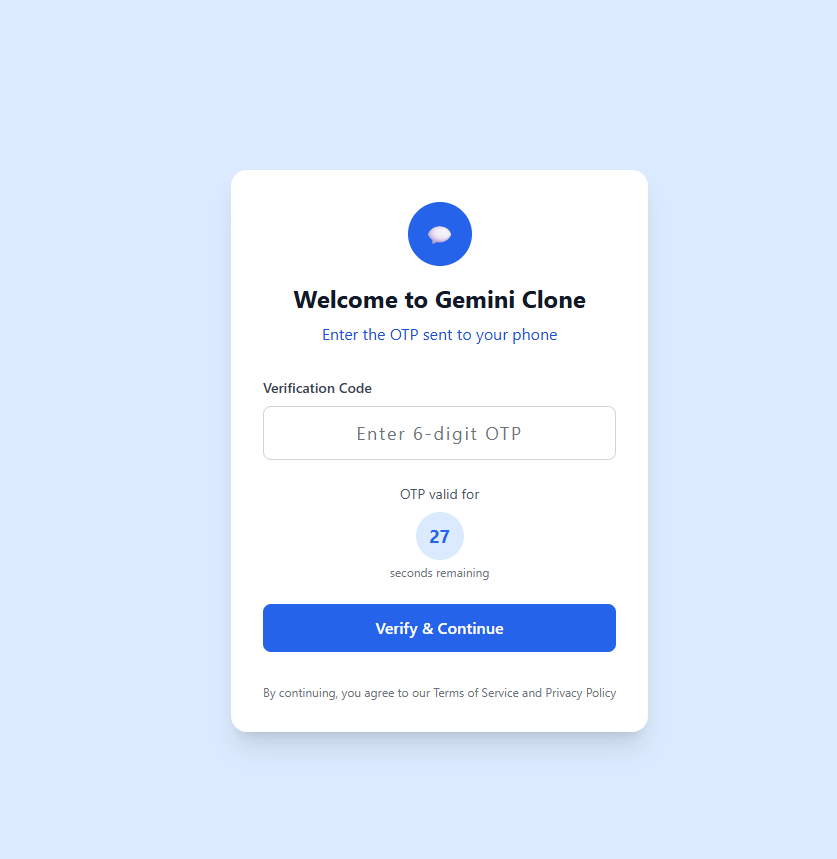 Welcome to Gemini Clone
Enter the OTP sent to your phone
Verification Code
Enter 6-digit OTP
OTP valid for
27
seconds remaining
Verify & Continue
By continuing, you agree to our Terms of Service and Privacy Policy